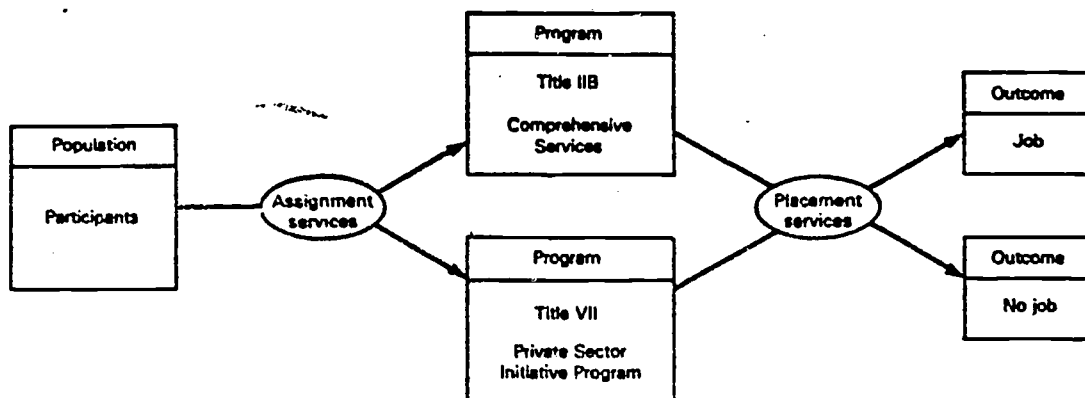 Population
Participants
Assignment
services
Program
Title IIB
Comprehensive
Services
Program
Title VII
Private Sector
Initiative Program
Placement
services
Outcome
Job
Outcome
No job